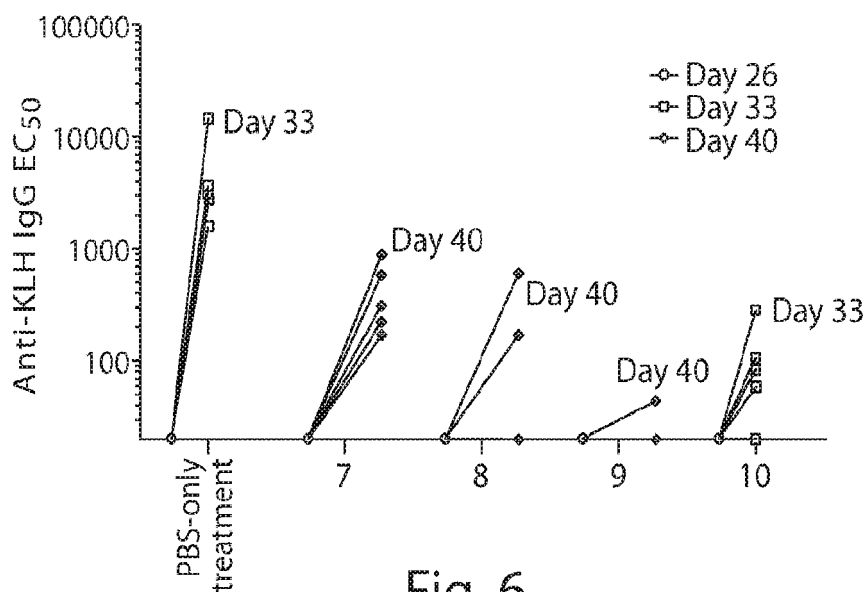 100000
10000
1000
100
Anti-KLH IgG EC50
Day 26
Day 33
Day 40
Day 33
Day 40
Day 40
Day 40
Day 33
PBS-only
treatment
7
8
9
10
Fig. 6